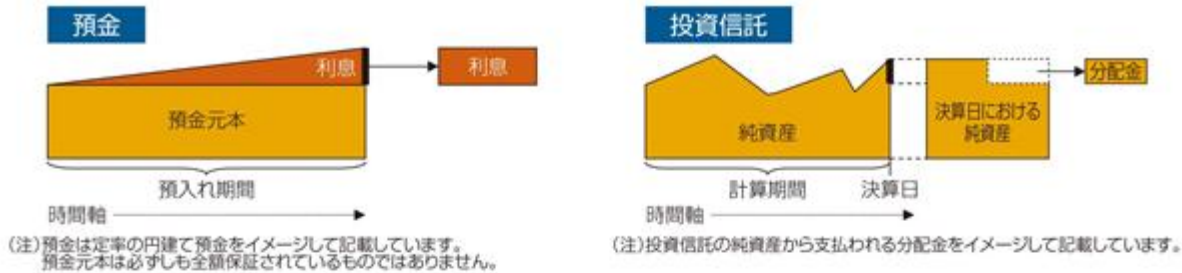 預金
利息
利息
預金元本
預入れ期間
時間軸
(注)預金は定率の円建て預金をイメージして記載しています。
預金元本は必ずしも全額保証されているものではありません。
投資信託
分配金
純資産
決算日における
純資産
計算期間
決算日
時間軸
(注)投資信託の純資産から支払われる分配金をイメージして記載しています。